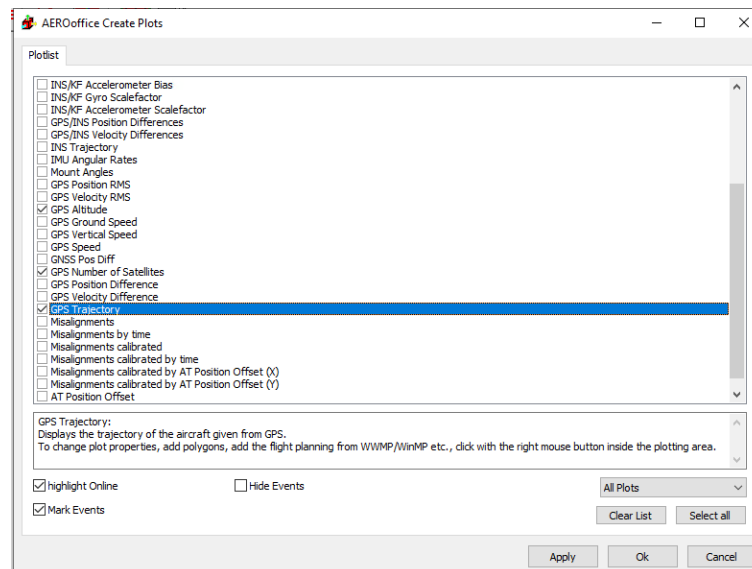 AEROoffice Create Plots
Plotlist
INS/KF Accelerometer Bias
INS/KF Gyro Scalefactor
INS/KF Accelerometer Scalefactor
GPS/INS Position Differences
GPS/INS Velocity Differences
INS Trajectory
IMU Angular Rates
Mount Angles
GPS Position RMS
GPS Velocity RMS
GPS Altitude
GPS Ground Speed
GPS Vertical Speed
GPS Speed
GNSS Pos Diff
GPS Number of Satellites
GPS Position Difference
GPS Velocity Difference
GPS Trajectory
Misalignments
Misalignments by time
Misalignments calibrated
Misalignments calibrated by time
Misalignments calibrated by AT Position Offset (X)
Misalignments calibrated by AT Position Offset (Y)
AT Position Offset
GPS Trajectory:
Displays the trajectory of the aircraft given from GPS.
To change plot properties, add polygons, add the flight planning from WWMP/WinMP etc., click with the right mouse button inside the plotting area.
highlight Online
Hide Events
All Plots
Mark Events
Clear List
Select all
Apply
Ok
Cancel